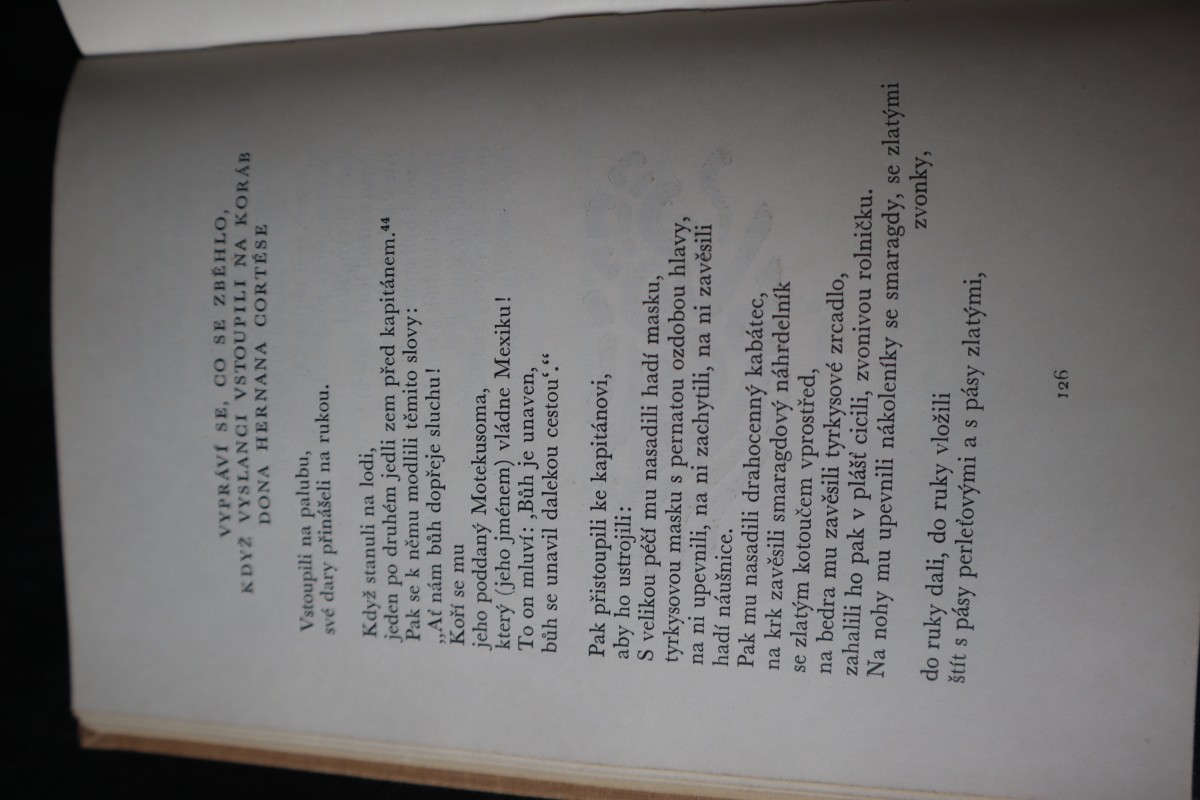 VYPRÁVÍ SE, CO SE ZBĚHLO,
KDYŽ VYSLANCI VSTOUPILI NA KORÁB
DONA HERNANA CORTÉSE
Vstoupili na palubu,
své dary přinášeli na rukou.
Když stanuli na lodi,
jeden po druhém jedli zem před kapitánem.⁴⁴
Pak se k němu modlili těmito slovy:
„Ať nám bůh dopřeje sluchu!
Koří se mu
jeho poddaný Motekusoma,
který (jeho jménem) vládne Mexiku!
To on mluví: ‚Bůh je unaven,
bůh se unavil dalekou cestou‘.“
Pak přistoupili ke kapitánovi,
aby ho ustrojili:
S velikou péčí mu nasadili hadí masku,
tyrkysovou masku s pernatou ozdobou hlavy,
na ni upevnili, na ni zachytili, na ni zavěsili
hadí náušnice.
Pak mu nasadili drahocenný kabátec,
na krk zavěsili smaragdový náhrdelník
se zlatým kotoučem vprostřed,
na bedra mu zavěsili tyrkysové zrcadlo,
zahalili ho pak v plášť cicili, zvonivou rolničku.
Na nohy mu upevnili nákoleníky se smaragdy, se zlatými
zvonky,
do ruky dali, do ruky vložili
štít s pásy perleťovými a s pásy zlatými,
126